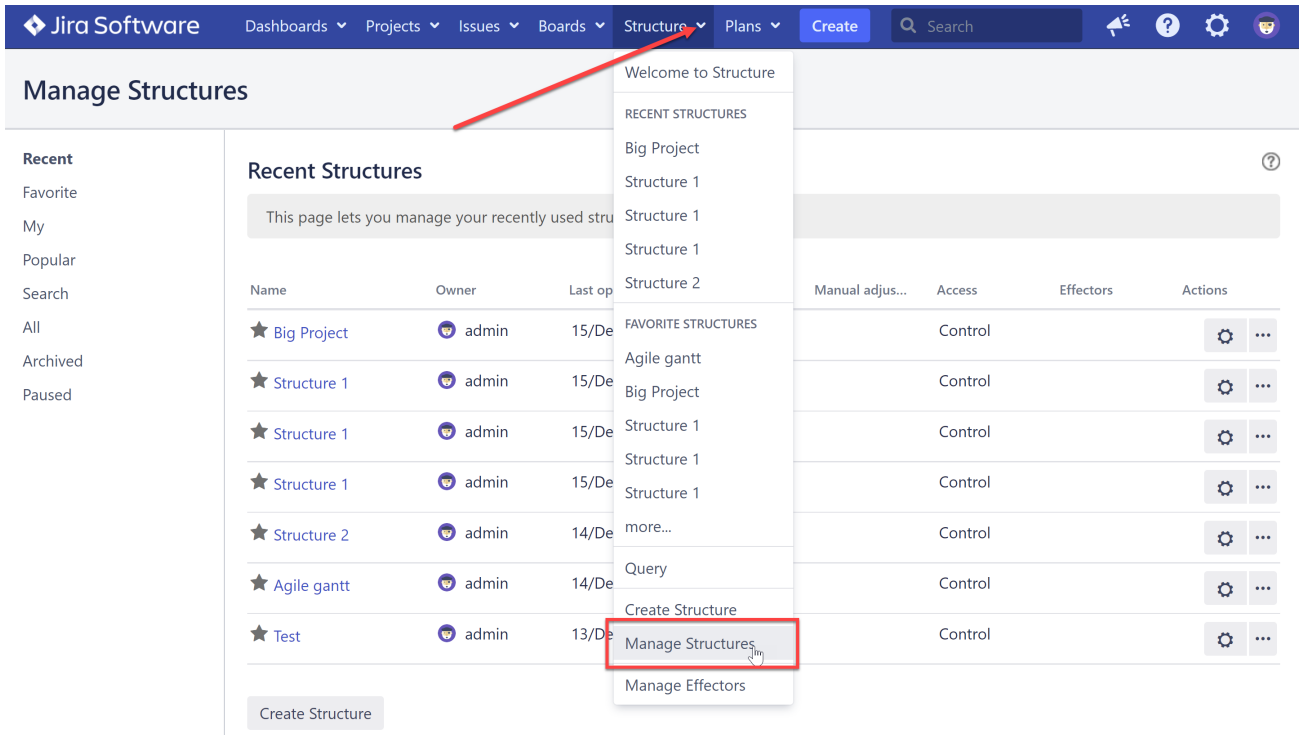 Jira Software Dashboards Projects Issues Boards Structure Plans Create Search
Manage Structures
Welcome to Structure
RECENT STRUCTURES
Big Project
Structure 1
Structure 1
Structure 1
Structure 2
FAVORITE STRUCTURES
Agile gantt
Big Project
Structure 1
Structure 1
Structure 1
more...
Query
Create Structure
Manage Structures
Manage Effectors
Recent
Favorite
My
Popular
Search
All
Archived
Paused
Recent Structures
This page lets you manage your recently used stru
Name Owner Last op Manual adjus... Access Effectors Actions
Big Project admin 15/De Control
Structure 1 admin 15/De Control
Structure 1 admin 15/De Control
Structure 1 admin 15/De Control
Structure 2 admin 14/De Control
Agile gantt admin 14/De Control
Test admin 13/De Control
Create Structure